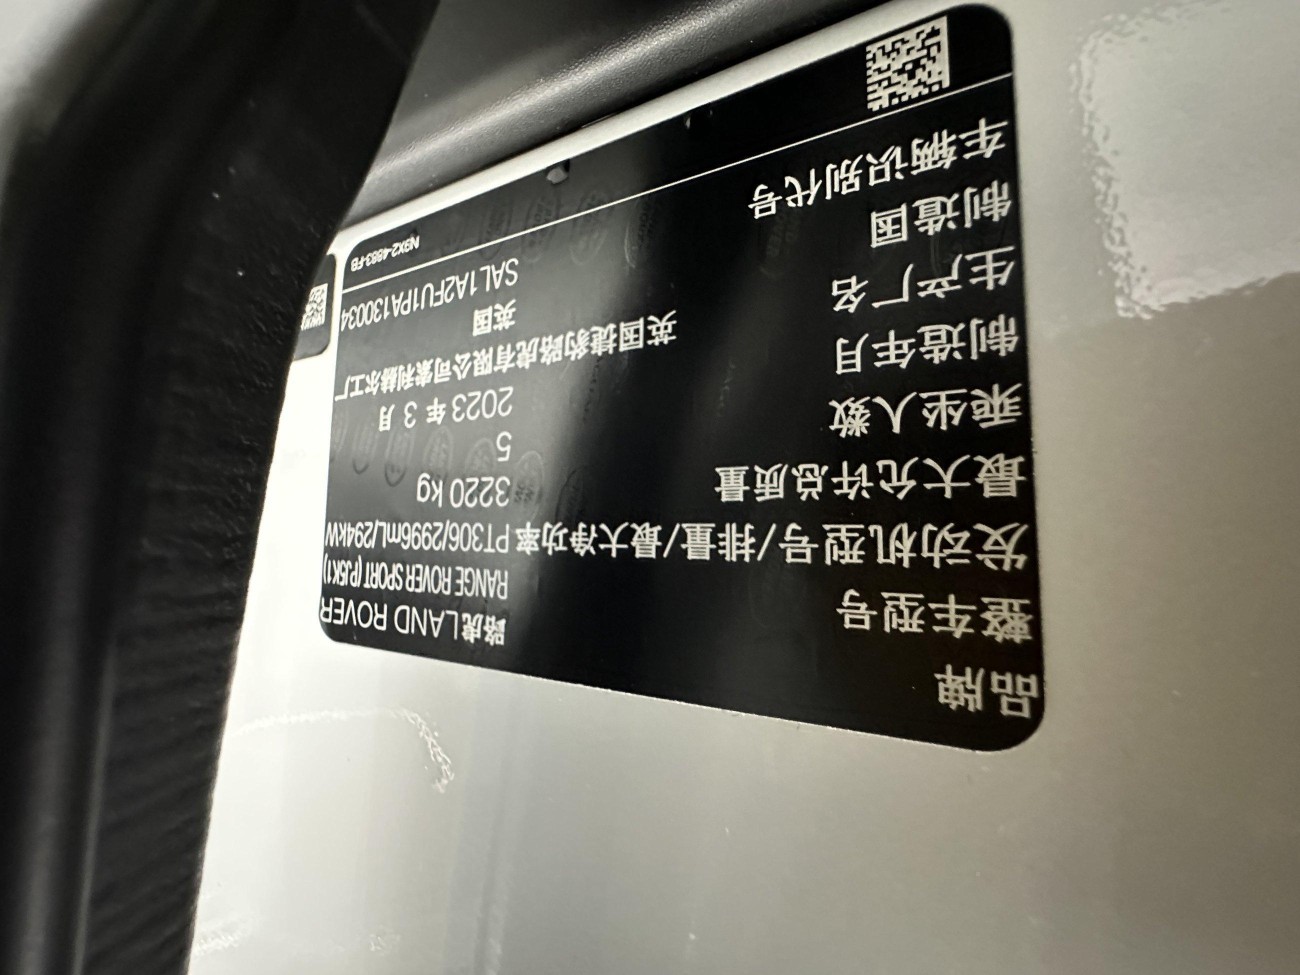 品牌 路虎LAND ROVER
整车型号 RANGE ROVER SPORT (PJ5K1)
发动机型号/排量/最大净功率 PT306/2996mL/294kW
最大允许总质量 3220 kg
乘坐人数 5
制造年月 2023 年 3 月
生产厂名 英国捷豹路虎有限公司索利赫尔工厂
制造国 英国
车辆识别代号 SAL1A2FU1PA130034
N9X2-4883-FB